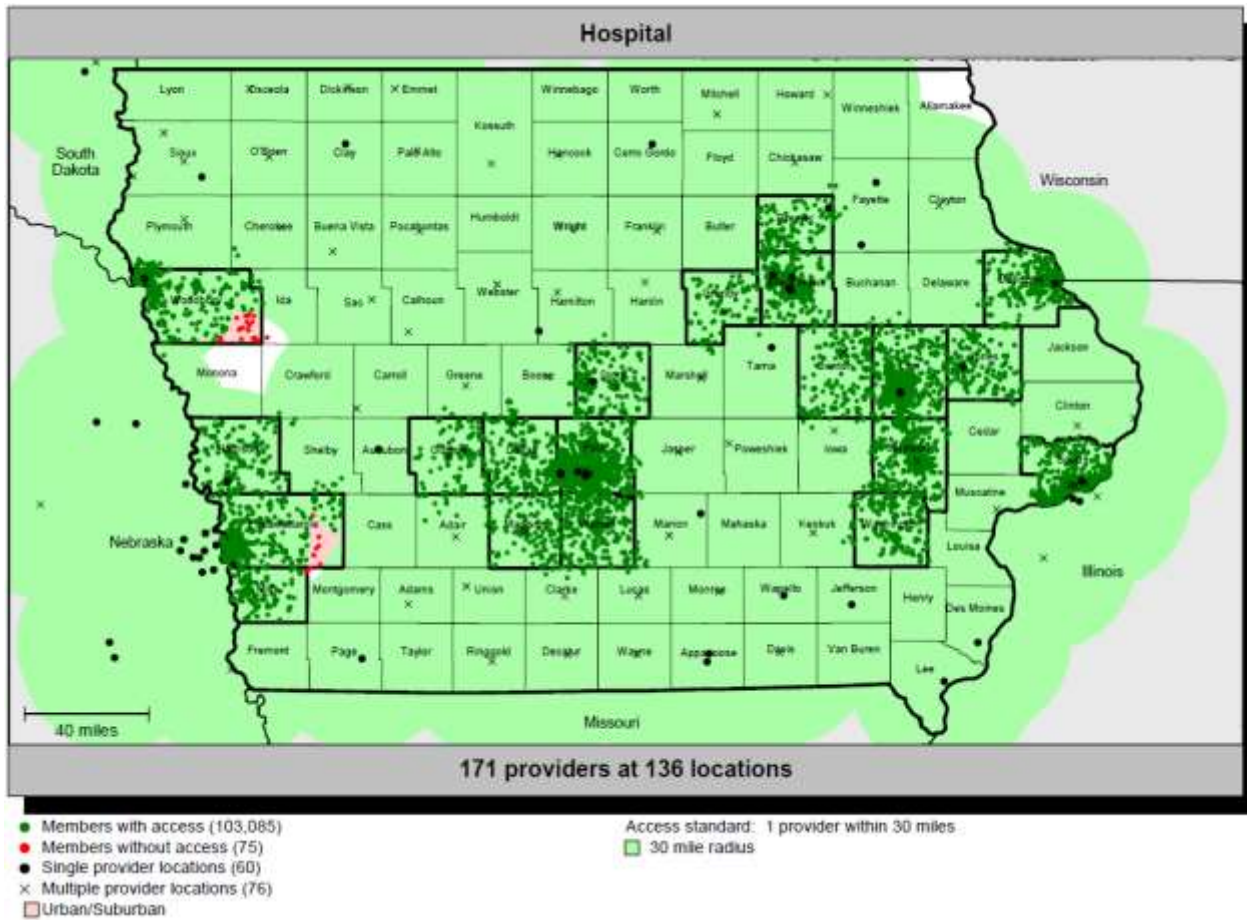 Hospital
Lyon Osceola Dickinson Emmet Winnebago Worth Mitchell Howard Winneshiek Allamakee
Kossuth
South Dakota
Sioux O'Brien Clay Palo Alto Hancock Cerro Gordo Floyd Chickasaw
Wisconsin
Fayette Clayton
Plymouth Cherokee Buena Vista Pocahontas Humboldt Wright Franklin Butler
Woodbury Ida Sac Calhoun Webster Hamilton Hardin Grundy Buchanan Delaware
Monona Crawford Carroll Greene Boone Story Marshall Tama Benton Jackson
Clinton
Shelby Audubon Dallas Jasper Poweshiek Iowa Cedar
Muscatine
Nebraska
Cass Adair Madison Marion Mahaska Keokuk Louisa
Illinois
Montgomery Adams Union Clarke Lucas Monroe Wapello Jefferson Henry Des Moines
Fremont Page Taylor Ringgold Decatur Wayne Appanoose Davis Van Buren Lee
40 miles
Missouri
171 providers at 136 locations
Members with access (103,085)
Members without access (75)
Single provider locations (60)
Multiple provider locations (76)
Urban/Suburban
Access standard: 1 provider within 30 miles
30 mile radius